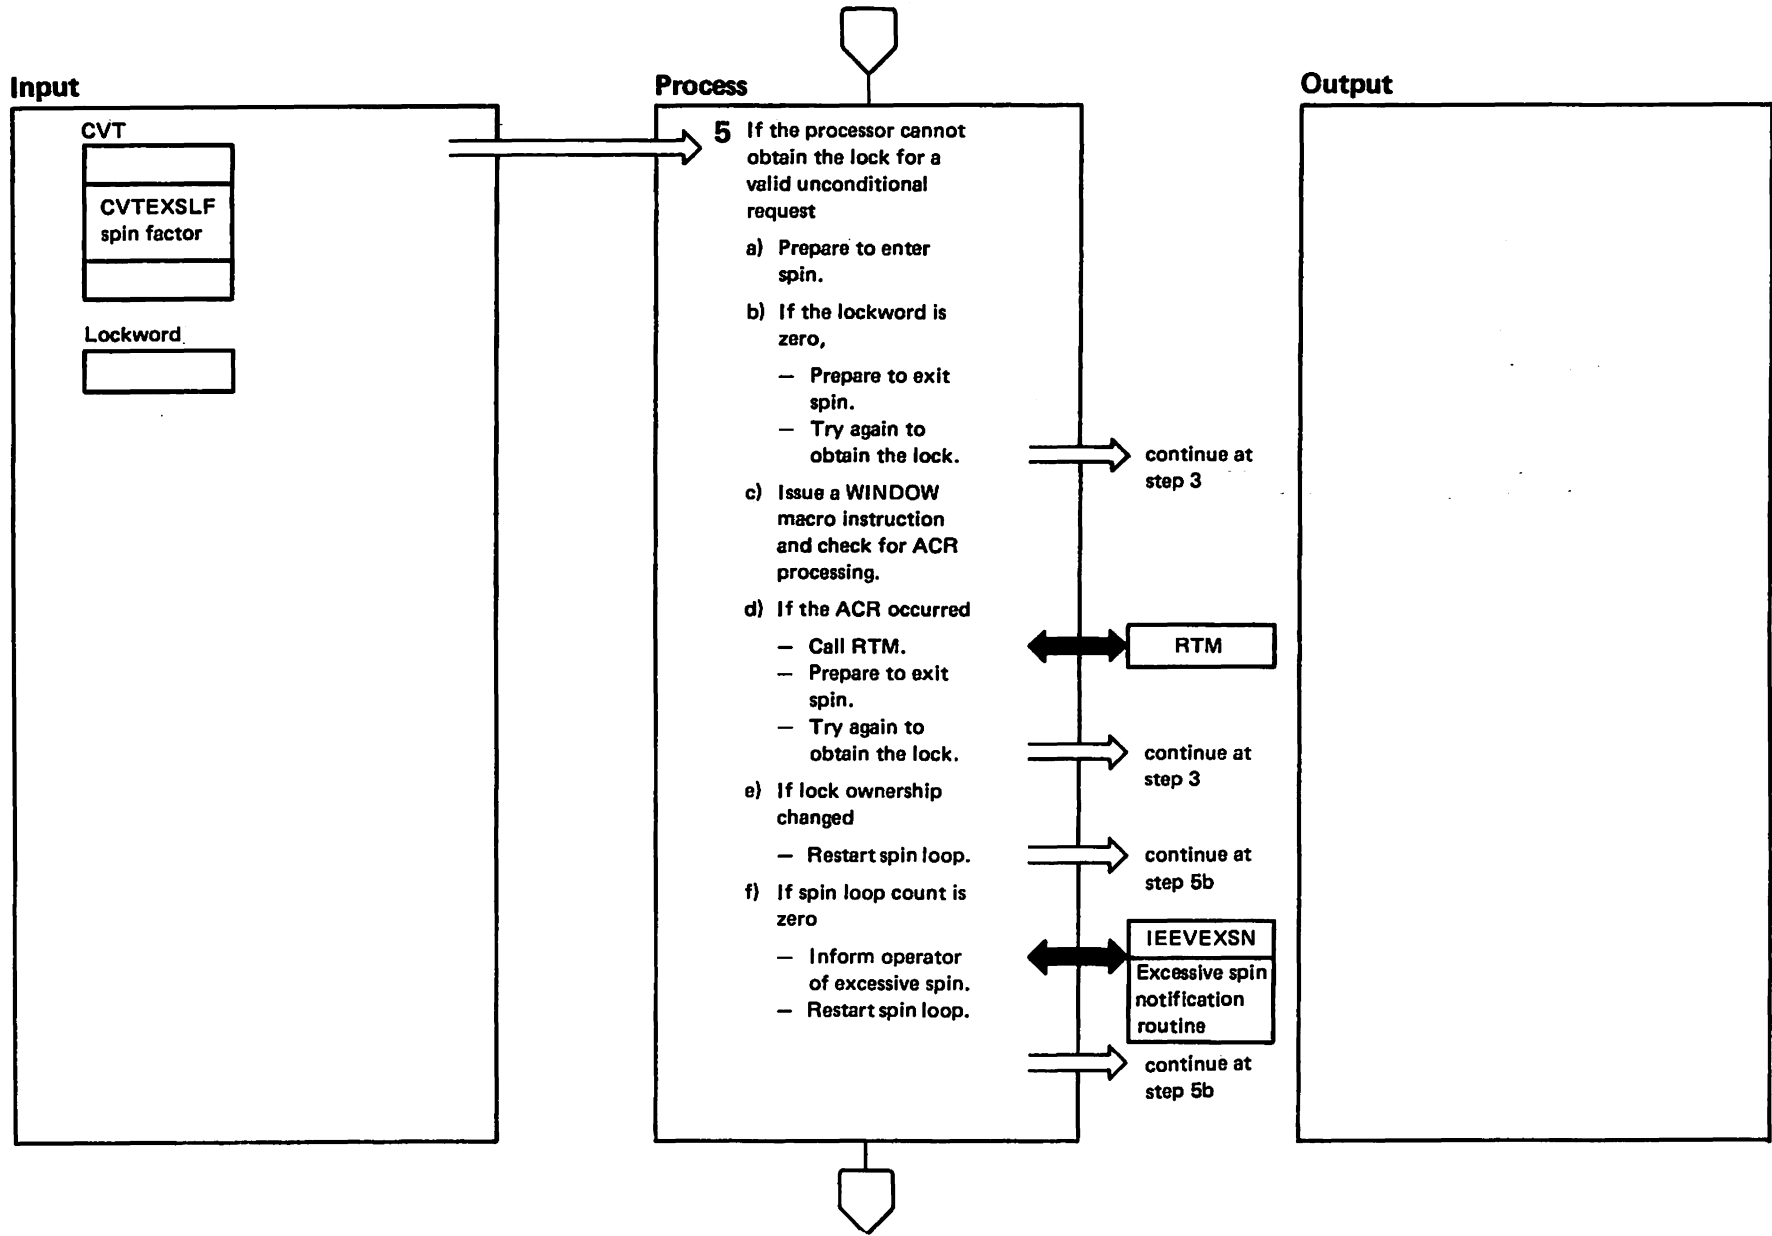 Input
CVT
CVTEXSLF
spin factor
Lockword
Process
5 If the processor cannot
obtain the lock for a
valid unconditional
request
a) Prepare to enter
spin.
b) If the lockword is
zero,
— Prepare to exit
spin.
— Try again to
obtain the lock.
continue at
step 3
c) Issue a WINDOW
macro instruction
and check for ACR
processing.
d) If the ACR occurred
— Call RTM.
RTM
— Prepare to exit
spin.
— Try again to
obtain the lock.
continue at
step 3
e) If lock ownership
changed
— Restart spin loop.
continue at
step 5b
f) If spin loop count is
zero
— Inform operator
of excessive spin.
— Restart spin loop.
IEEVEXSN
Excessive spin
notification
routine
continue at
step 5b
Output